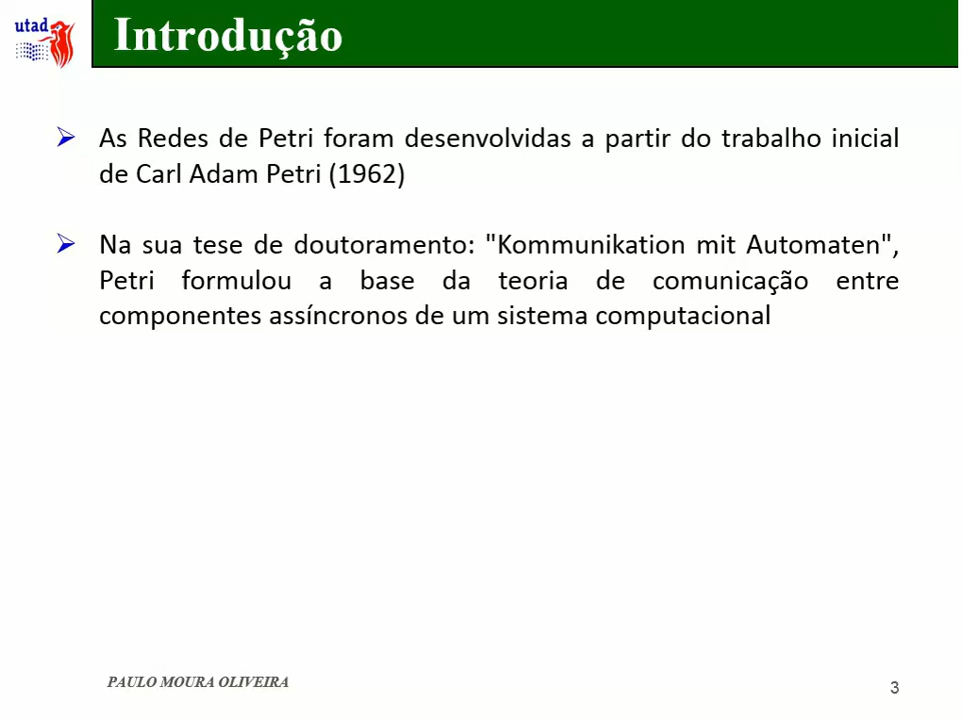 utad
Introdução
As Redes de Petri foram desenvolvidas a partir do trabalho inicial
de Carl Adam Petri (1962)
Na sua tese de doutoramento: "Kommunikation mit Automaten",
Petri formulou a base da teoria de comunicação entre
componentes assíncronos de um sistema computacional
PAULO MOURA OLIVEIRA
3